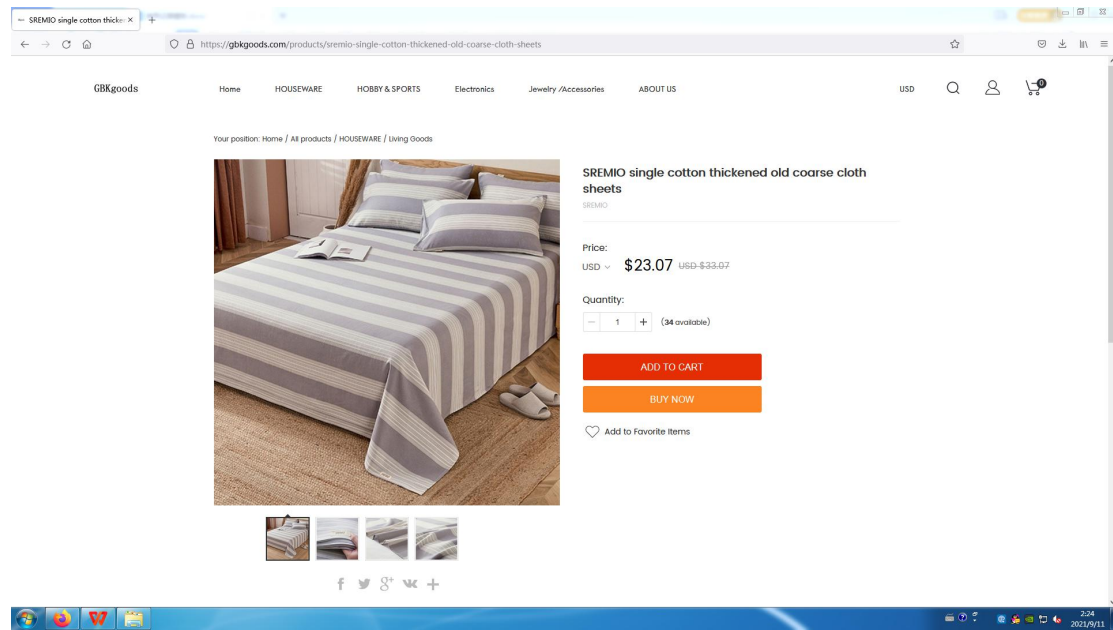 SREMIO single cotton thicken
https://gbkgoods.com/products/sremio-single-cotton-thickened-old-coarse-cloth-sheets
GBKgoods
Home
HOUSEWARE
HOBBY & SPORTS
Electronics
Jewelry /Accessories
ABOUT US
USD
0
Your position: Home / All products / HOUSEWARE / Living Goods
SREMIO single cotton thickened old coarse cloth
sheets
SREMIO
Price:
USD $23.07 USD $33.07
Quantity:
1 (34 available)
ADD TO CART
BUY NOW
Add to Favorite Items
2:24
2021/9/11